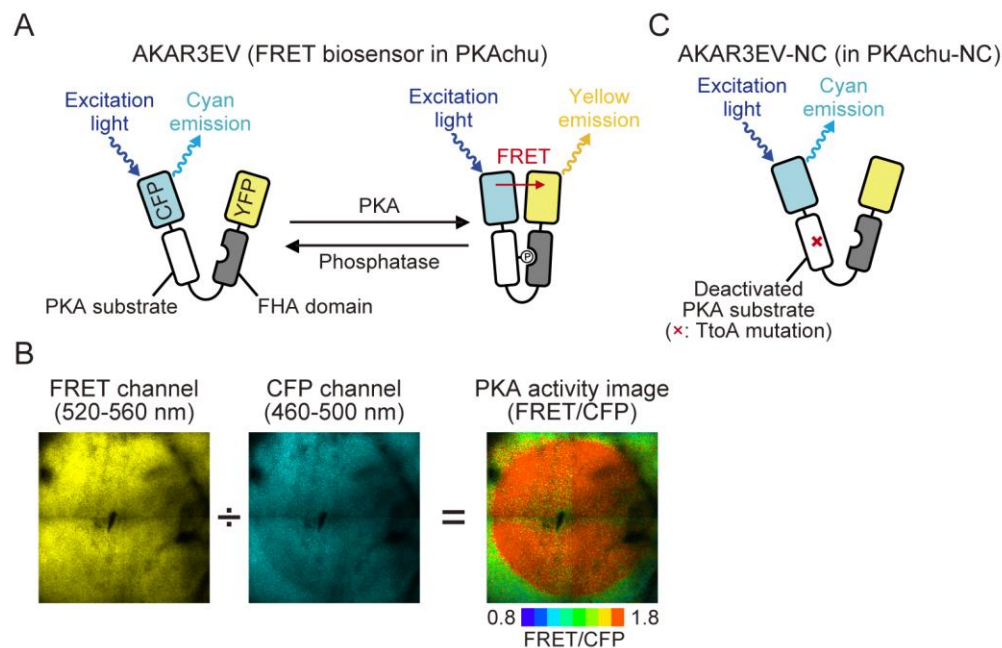 A
AKAR3EV (FRET biosensor in PKAchu)
Excitation
light
Cyan
emission
CFP
YFP
PKA substrate
FHA domain
PKA
Phosphatase
Excitation
light
Yellow
emission
FRET
P
C
AKAR3EV-NC (in PKAchu-NC)
Excitation
light
Cyan
emission
×
Deactivated
PKA substrate
(×: TtoA mutation)
B
FRET channel
(520-560 nm)
÷
CFP channel
(460-500 nm)
=
PKA activity image
(FRET/CFP)
0.8 1.8
FRET/CFP